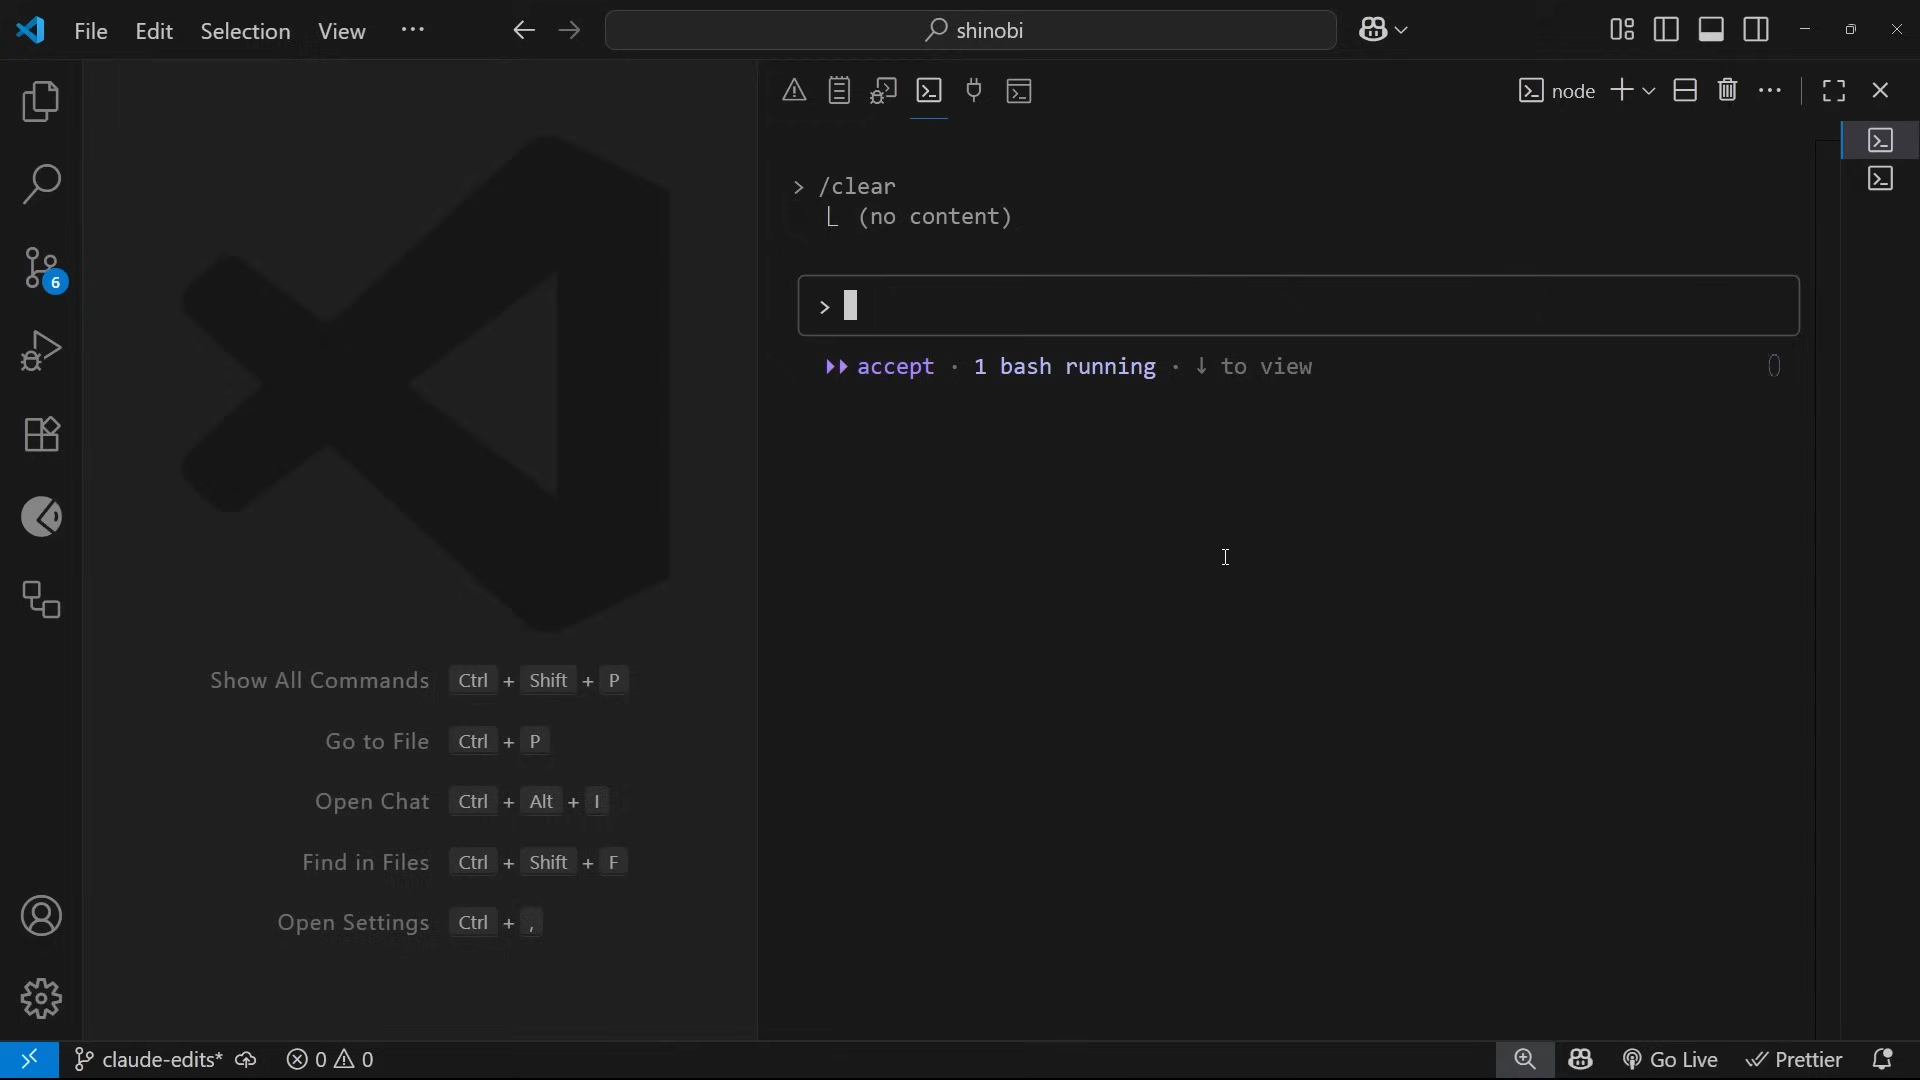 File Edit Selection View ··· shinobi
node
> /clear
⎣ (no content)
>
accept · 1 bash running · ↓ to view
6
Show All Commands Ctrl + Shift + P
Go to File Ctrl + P
Open Chat Ctrl + Alt + I
Find in Files Ctrl + Shift + F
Open Settings Ctrl + ,
claude-edits* 0 0 Go Live Prettier